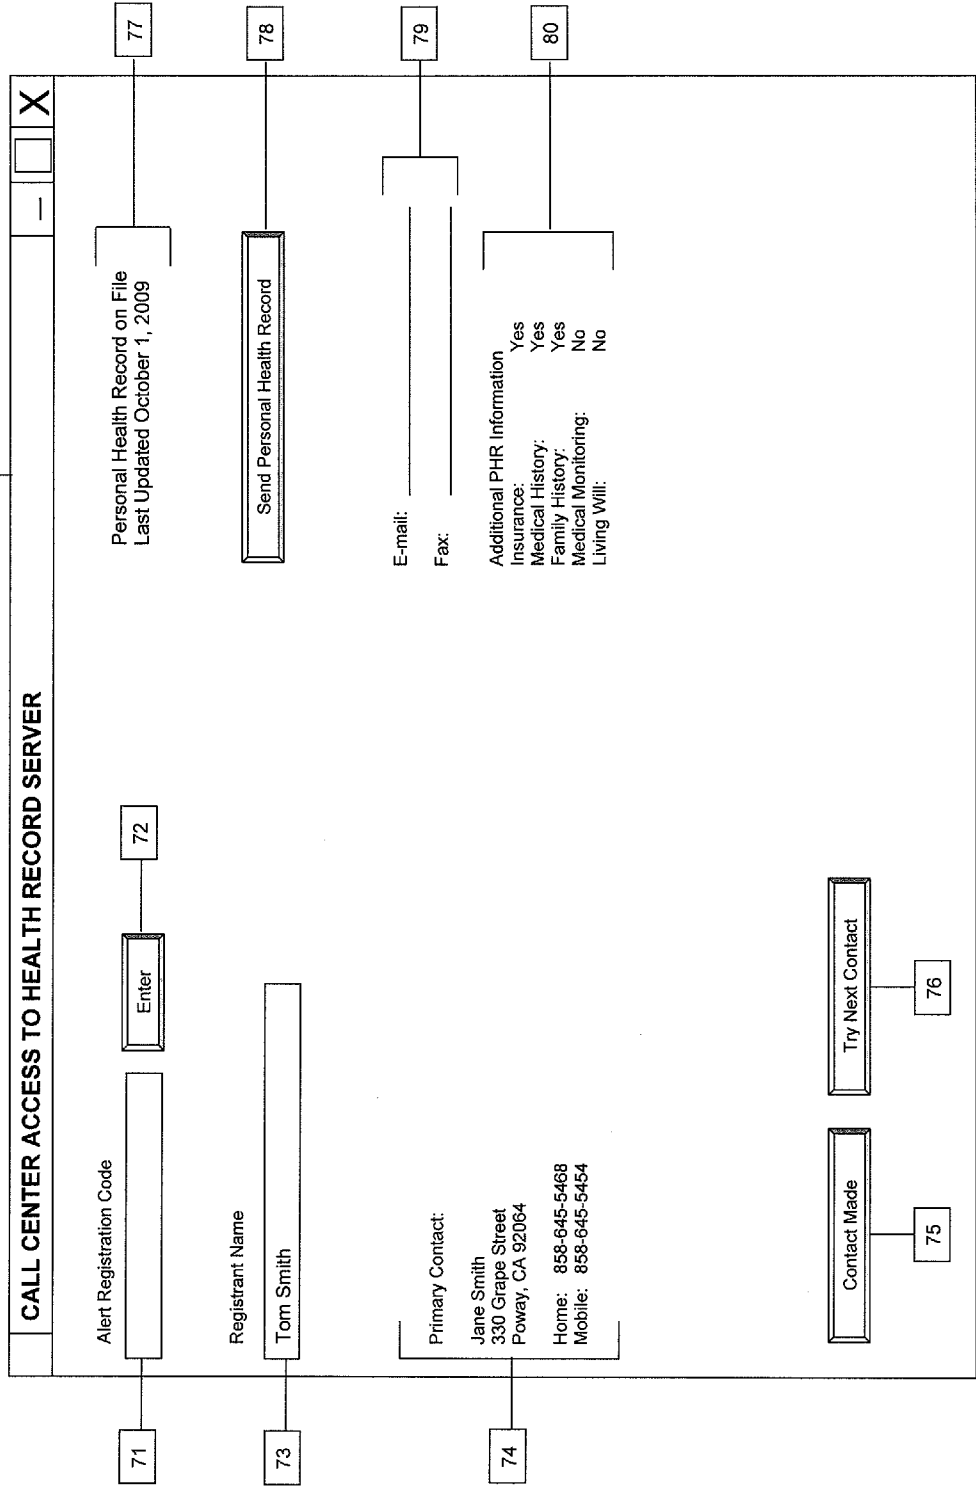 CALL CENTER ACCESS TO HEALTH RECORD SERVER
– X
Alert Registration Code
71
Enter
72
Registrant Name
Tom Smith
73
Primary Contact:
Jane Smith
330 Grape Street
Poway, CA 92064
Home: 858-645-5468
Mobile: 858-645-5454
74
Contact Made
75
Try Next Contact
76
Personal Health Record on File
Last Updated October 1, 2009
77
Send Personal Health Record
78
E-mail:
Fax:
79
Additional PHR Information
Insurance: Yes
Medical History: Yes
Family History: Yes
Medical Monitoring: No
Living Will: No
80